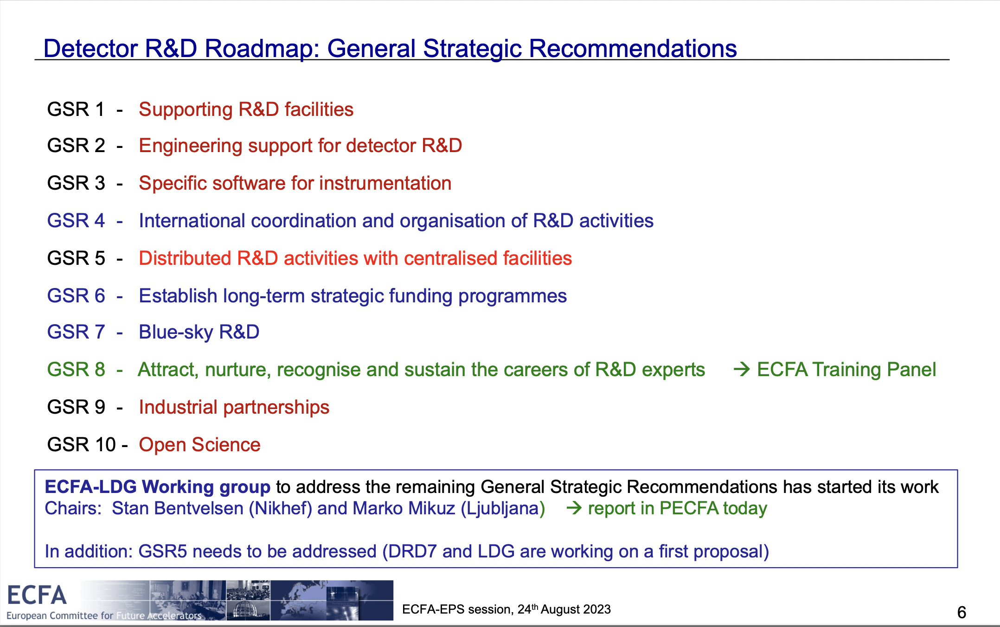 Detector R&D Roadmap: General Strategic Recommendations
GSR 1 - Supporting R&D facilities
GSR 2 - Engineering support for detector R&D
GSR 3 - Specific software for instrumentation
GSR 4 - International coordination and organisation of R&D activities
GSR 5 - Distributed R&D activities with centralised facilities
GSR 6 - Establish long-term strategic funding programmes
GSR 7 - Blue-sky R&D
GSR 8 - Attract, nurture, recognise and sustain the careers of R&D experts → ECFA Training Panel
GSR 9 - Industrial partnerships
GSR 10 - Open Science
ECFA-LDG Working group to address the remaining General Strategic Recommendations has started its work
Chairs: Stan Bentvelsen (Nikhef) and Marko Mikuz (Ljubljana) → report in PECFA today
In addition: GSR5 needs to be addressed (DRD7 and LDG are working on a first proposal)
ECFA
European Committee for Future Accelerators
ECFA-EPS session, 24th August 2023
6